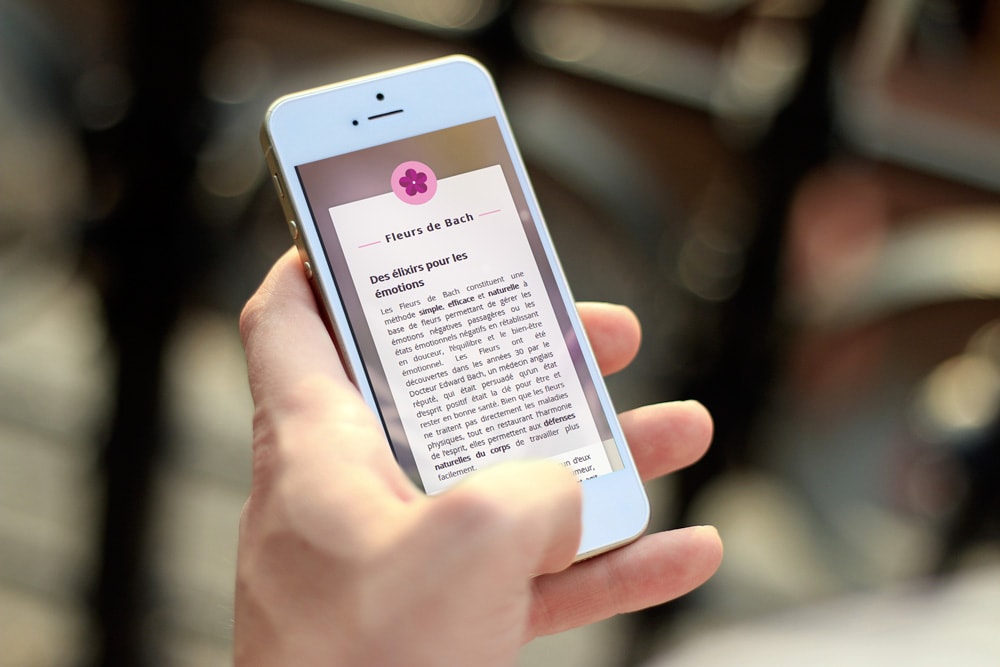 Fleurs de Bach
Des élixirs pour les
émotions
Les Fleurs de Bach constituent une
méthode simple, efficace et naturelle à
base de fleurs permettant de gérer les
émotions négatives passagères ou les
états émotionnels négatifs en rétablissant
en douceur, l'équilibre et le bien-être
émotionnel. Les Fleurs ont été
découvertes dans les années 30 par le
Docteur Edward Bach, un médecin anglais
réputé, qui était persuadé qu'un état
d'esprit positif était la clé pour être et
rester en bonne santé. Bien que les fleurs
ne traitent pas directement les maladies
physiques, tout en restaurant l'harmonie
de l'esprit, elles permettent aux défenses
naturelles du corps de travailler plus
facilement.
d'eux